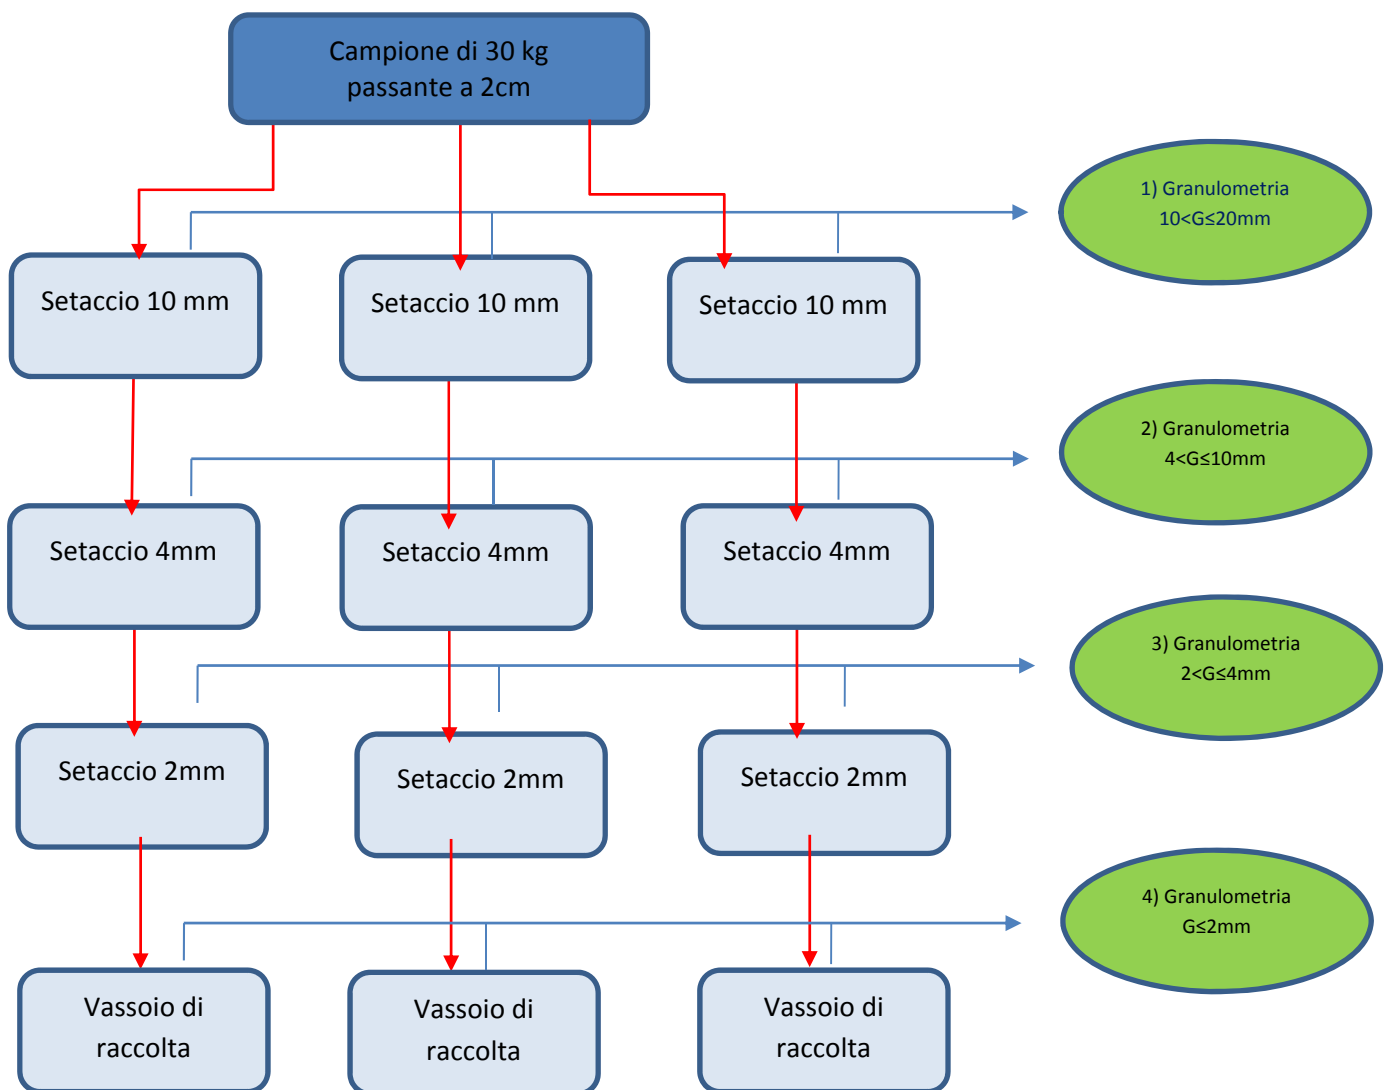 Campione di 30 kg
passante a 2cm
1) Granulometria
10<G≤20mm
Setaccio 10 mm
Setaccio 10 mm
Setaccio 10 mm
2) Granulometria
4<G≤10mm
Setaccio 4mm
Setaccio 4mm
Setaccio 4mm
3) Granulometria
2<G≤4mm
Setaccio 2mm
Setaccio 2mm
Setaccio 2mm
4) Granulometria
G≤2mm
Vassoio di
raccolta
Vassoio di
raccolta
Vassoio di
raccolta